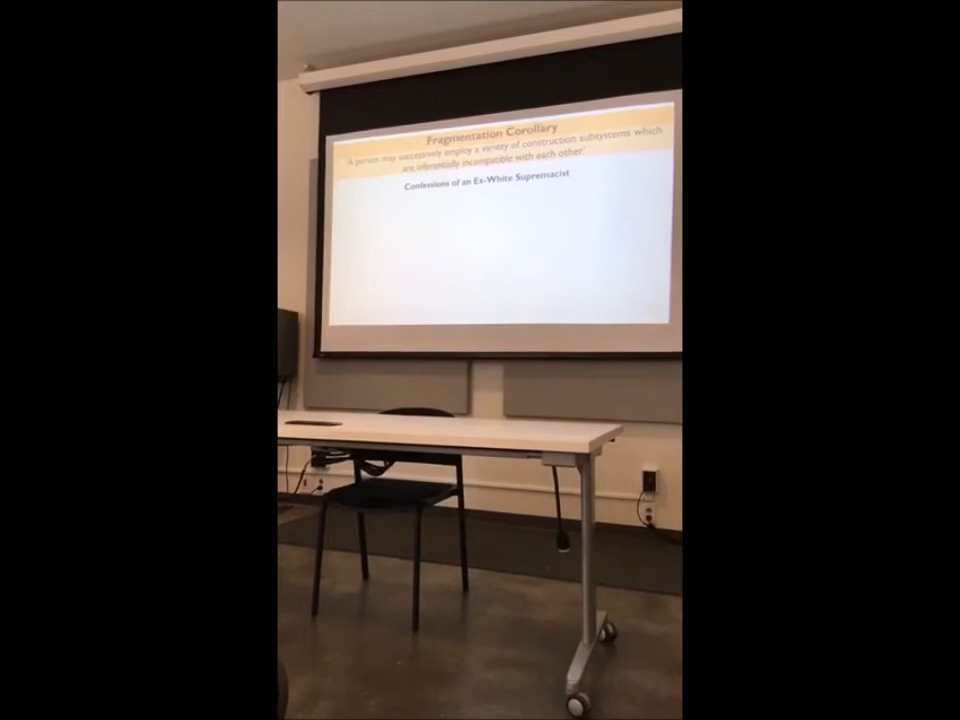 Fragmentation Corollary
'A person may successively employ a variety of construction subsystems which
are inferentially incompatible with each other'
Confessions of an Ex-White Supremacist